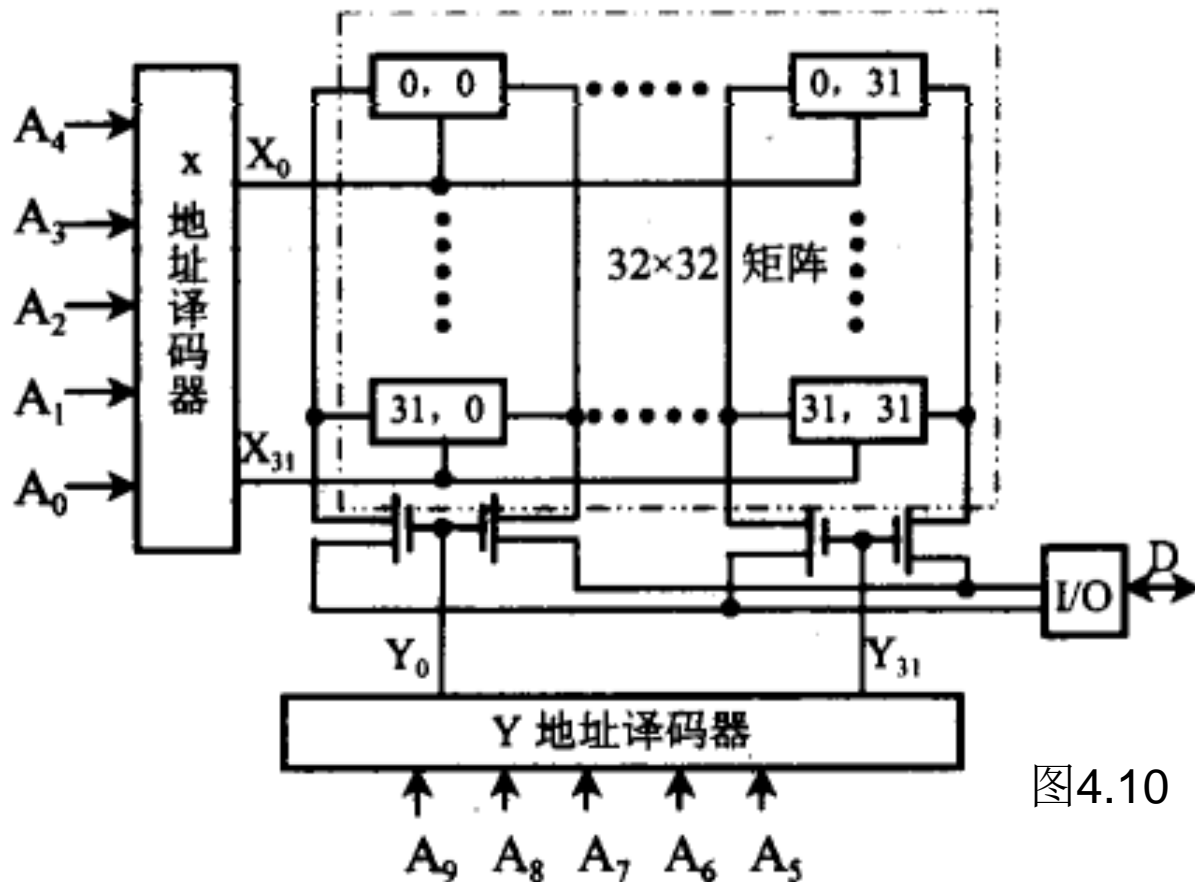 0，0
0，31
A₄
x地址译码器
X₀
A₃
32×32 矩阵
A₂
A₁
31，0
31，31
X₃₁
A₀
D
I/O
Y₀
Y₃₁
Y 地址译码器
图4.10
A₉ A₈ A₇ A₆ A₅